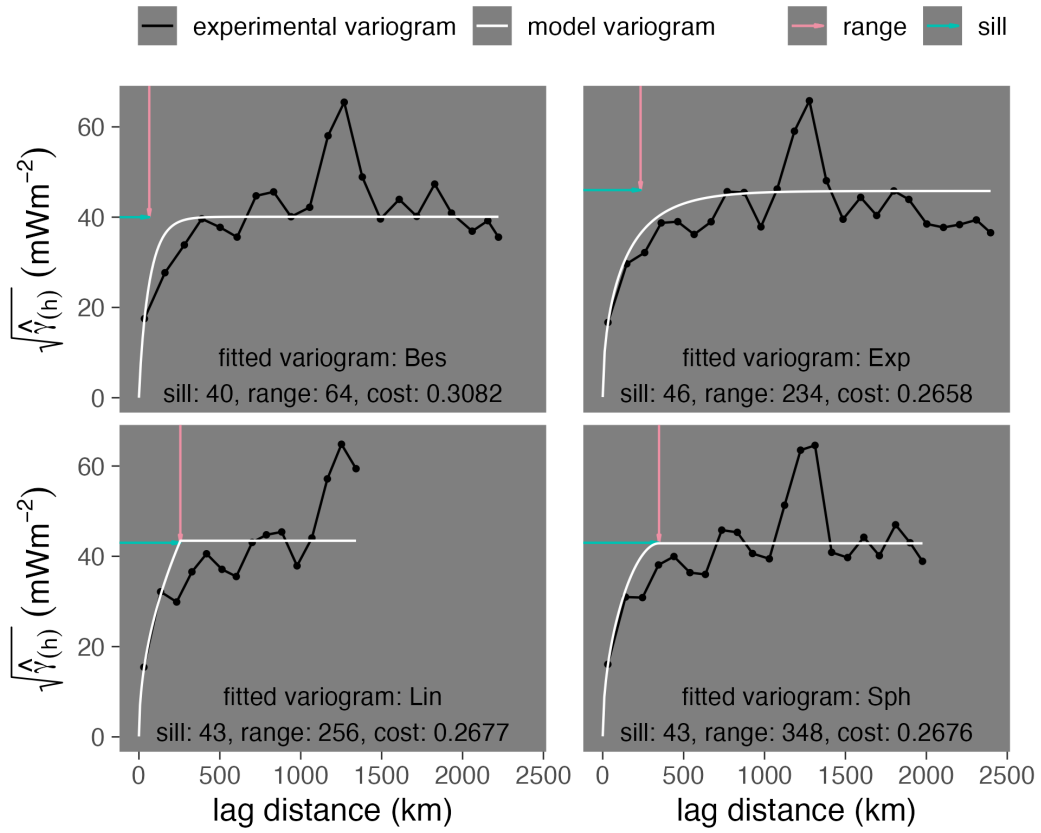 experimental variogram model variogram range sill
60
40
20
0
√γ̂(h) (mWm⁻²)
fitted variogram: Bes
sill: 40, range: 64, cost: 0.3082
fitted variogram: Exp
sill: 46, range: 234, cost: 0.2658
60
40
20
0
√γ̂(h) (mWm⁻²)
fitted variogram: Lin
sill: 43, range: 256, cost: 0.2677
fitted variogram: Sph
sill: 43, range: 348, cost: 0.2676
0 500 1000 1500 2000 2500 0 500 1000 1500 2000 2500
lag distance (km) lag distance (km)